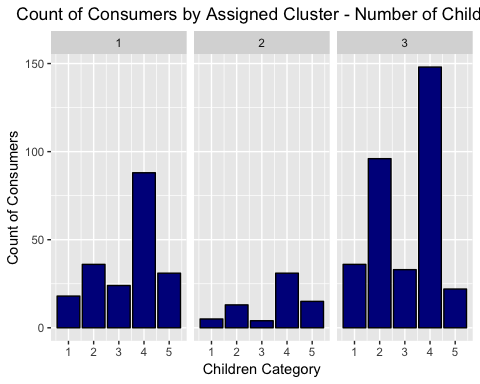 Count of Consumers by Assigned Cluster - Number of Child
1 2 3
150
100
50
0
Count of Consumers
1 2 3 4 5 1 2 3 4 5 1 2 3 4 5
Children Category